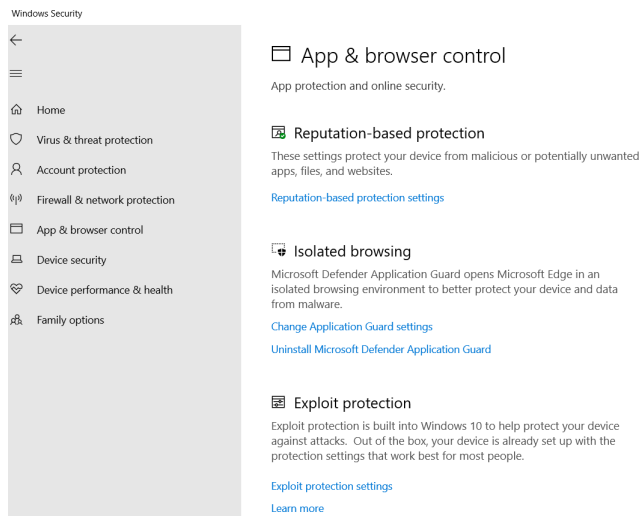 Windows Security
Home
Virus & threat protection
Account protection
Firewall & network protection
App & browser control
Device security
Device performance & health
Family options
App & browser control
App protection and online security.
Reputation-based protection
These settings protect your device from malicious or potentially unwanted
apps, files, and websites.
Reputation-based protection settings
Isolated browsing
Microsoft Defender Application Guard opens Microsoft Edge in an
isolated browsing environment to better protect your device and data
from malware.
Change Application Guard settings
Uninstall Microsoft Defender Application Guard
Exploit protection
Exploit protection is built into Windows 10 to help protect your device
against attacks.  Out of the box, your device is already set up with the
protection settings that work best for most people.
Exploit protection settings
Learn more